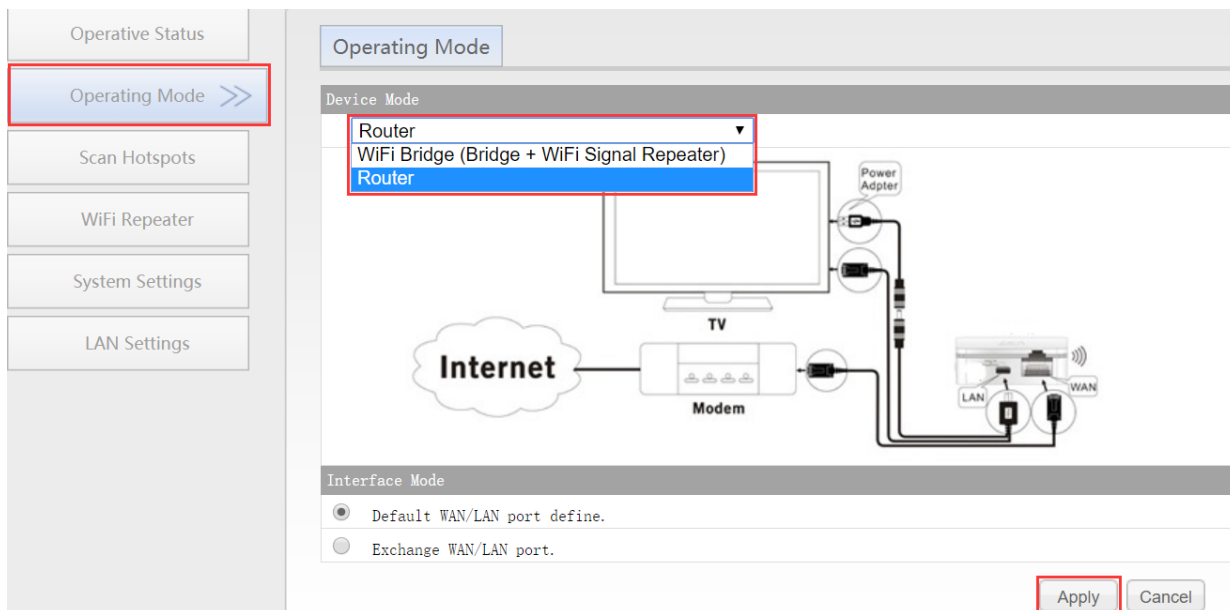 Operative Status
Operating Mode
Scan Hotspots
WiFi Repeater
System Settings
LAN Settings
Operating Mode
Device Mode
Router
WiFi Bridge (Bridge + WiFi Signal Repeater)
Router
Power
Adpter
TV
Internet
Modem
LAN
WAN
Interface Mode
Default WAN/LAN port define.
Exchange WAN/LAN port.
Apply Cancel